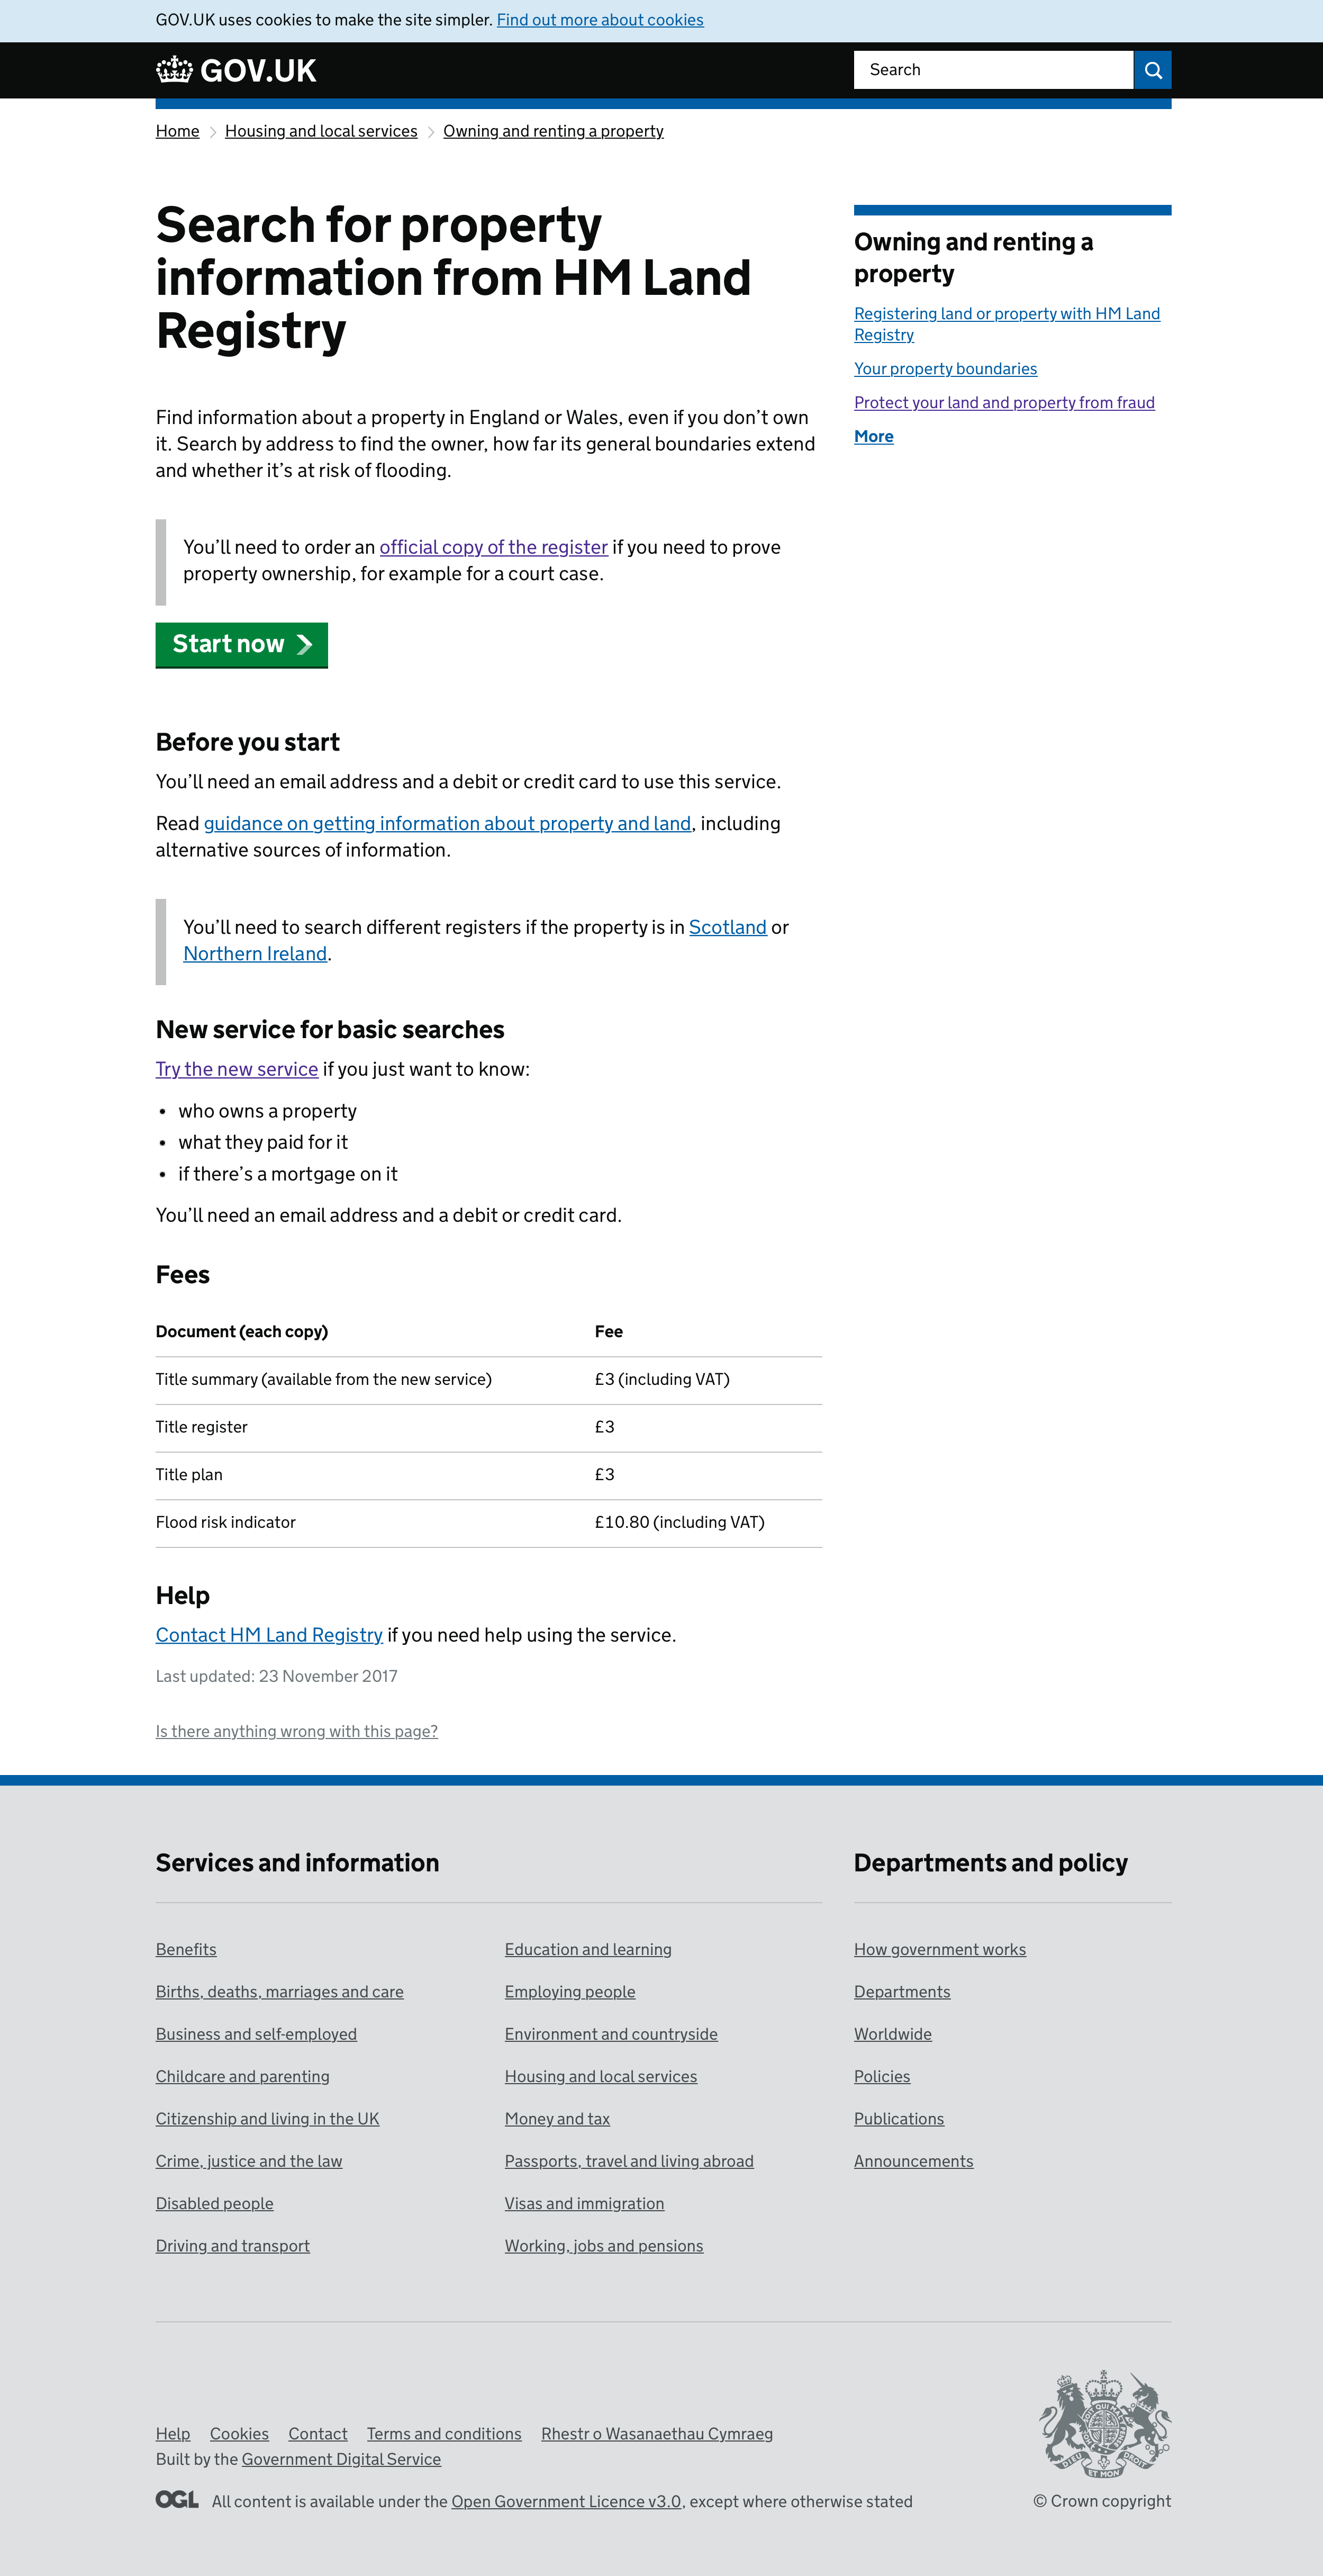 GOV.UK uses cookies to make the site simpler. Find out more about cookies
GOV.UK
Search
Home
Housing and local services
Owning and renting a property
Search for property
information from HM Land
Registry
Find information about a property in England or Wales, even if you don’t own
it. Search by address to find the owner, how far its general boundaries extend
and whether it’s at risk of flooding.
You’ll need to order an official copy of the register if you need to prove
property ownership, for example for a court case.
Start now
Before you start
You’ll need an email address and a debit or credit card to use this service.
Read guidance on getting information about property and land, including
alternative sources of information.
You’ll need to search different registers if the property is in Scotland or
Northern Ireland.
New service for basic searches
Try the new service if you just want to know:
• who owns a property
• what they paid for it
• if there’s a mortgage on it
You’ll need an email address and a debit or credit card.
Fees
Document (each copy) Fee
Title summary (available from the new service) £3 (including VAT)
Title register £3
Title plan £3
Flood risk indicator £10.80 (including VAT)
Help
Contact HM Land Registry if you need help using the service.
Last updated: 23 November 2017
Is there anything wrong with this page?
Owning and renting a
property
Registering land or property with HM Land
Registry
Your property boundaries
Protect your land and property from fraud
More
Services and information
Benefits
Births, deaths, marriages and care
Business and self-employed
Childcare and parenting
Citizenship and living in the UK
Crime, justice and the law
Disabled people
Driving and transport
Education and learning
Employing people
Environment and countryside
Housing and local services
Money and tax
Passports, travel and living abroad
Visas and immigration
Working, jobs and pensions
Departments and policy
How government works
Departments
Worldwide
Policies
Publications
Announcements
Help Cookies Contact Terms and conditions Rhestr o Wasanaethau Cymraeg
Built by the Government Digital Service
OGL All content is available under the Open Government Licence v3.0, except where otherwise stated
DIEU ET MON DROIT
© Crown copyright